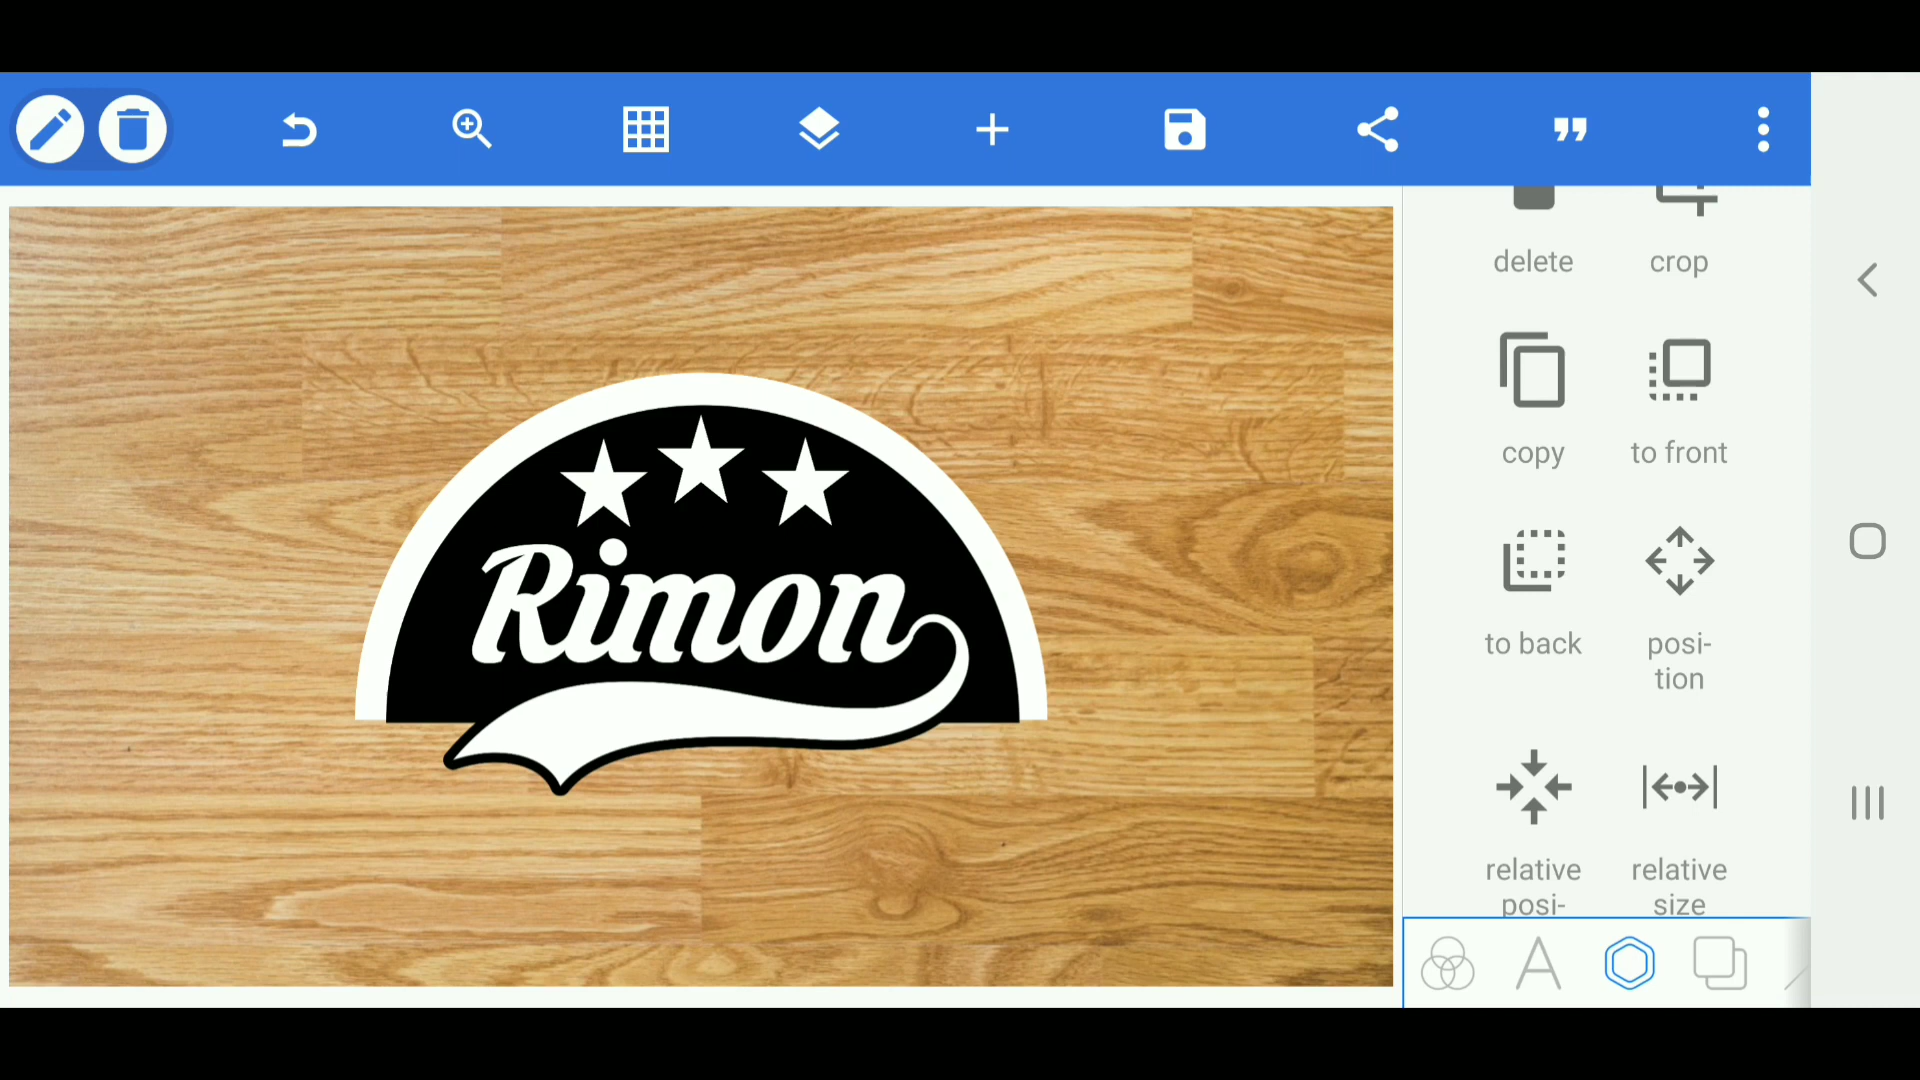 delete
crop
Rimon
copy
to front
to back
posi-
tion
relative
posi-
relative
size